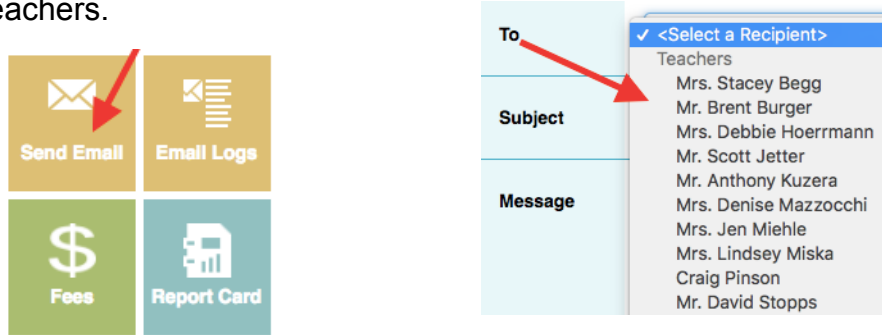 eachers.
Send Email
Email Logs
$
Fees
Report Card
To
✓ <Select a Recipient>
Teachers
Mrs. Stacey Begg
Mr. Brent Burger
Mrs. Debbie Hoerrmann
Mr. Scott Jetter
Mr. Anthony Kuzera
Mrs. Denise Mazzocchi
Mrs. Jen Miehle
Mrs. Lindsey Miska
Craig Pinson
Mr. David Stopps
Subject
Message